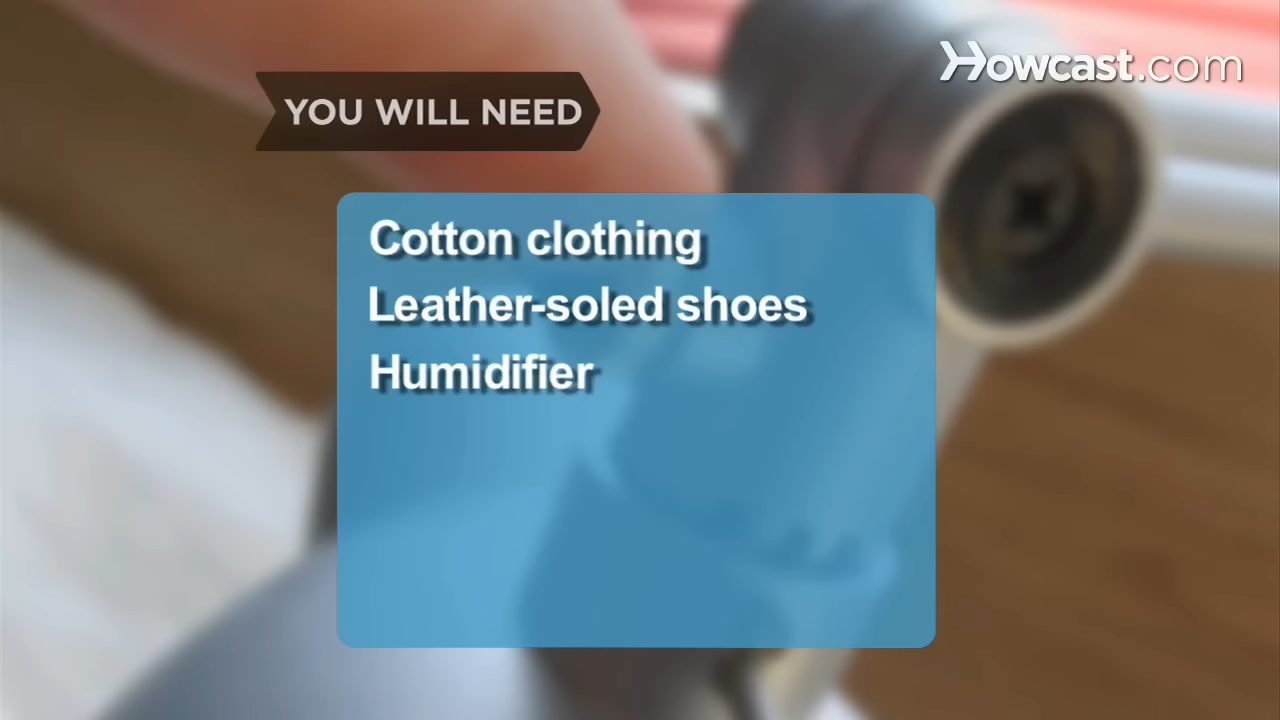 Howcast.com
YOU WILL NEED
Cotton clothing
Leather-soled shoes
Humidifier